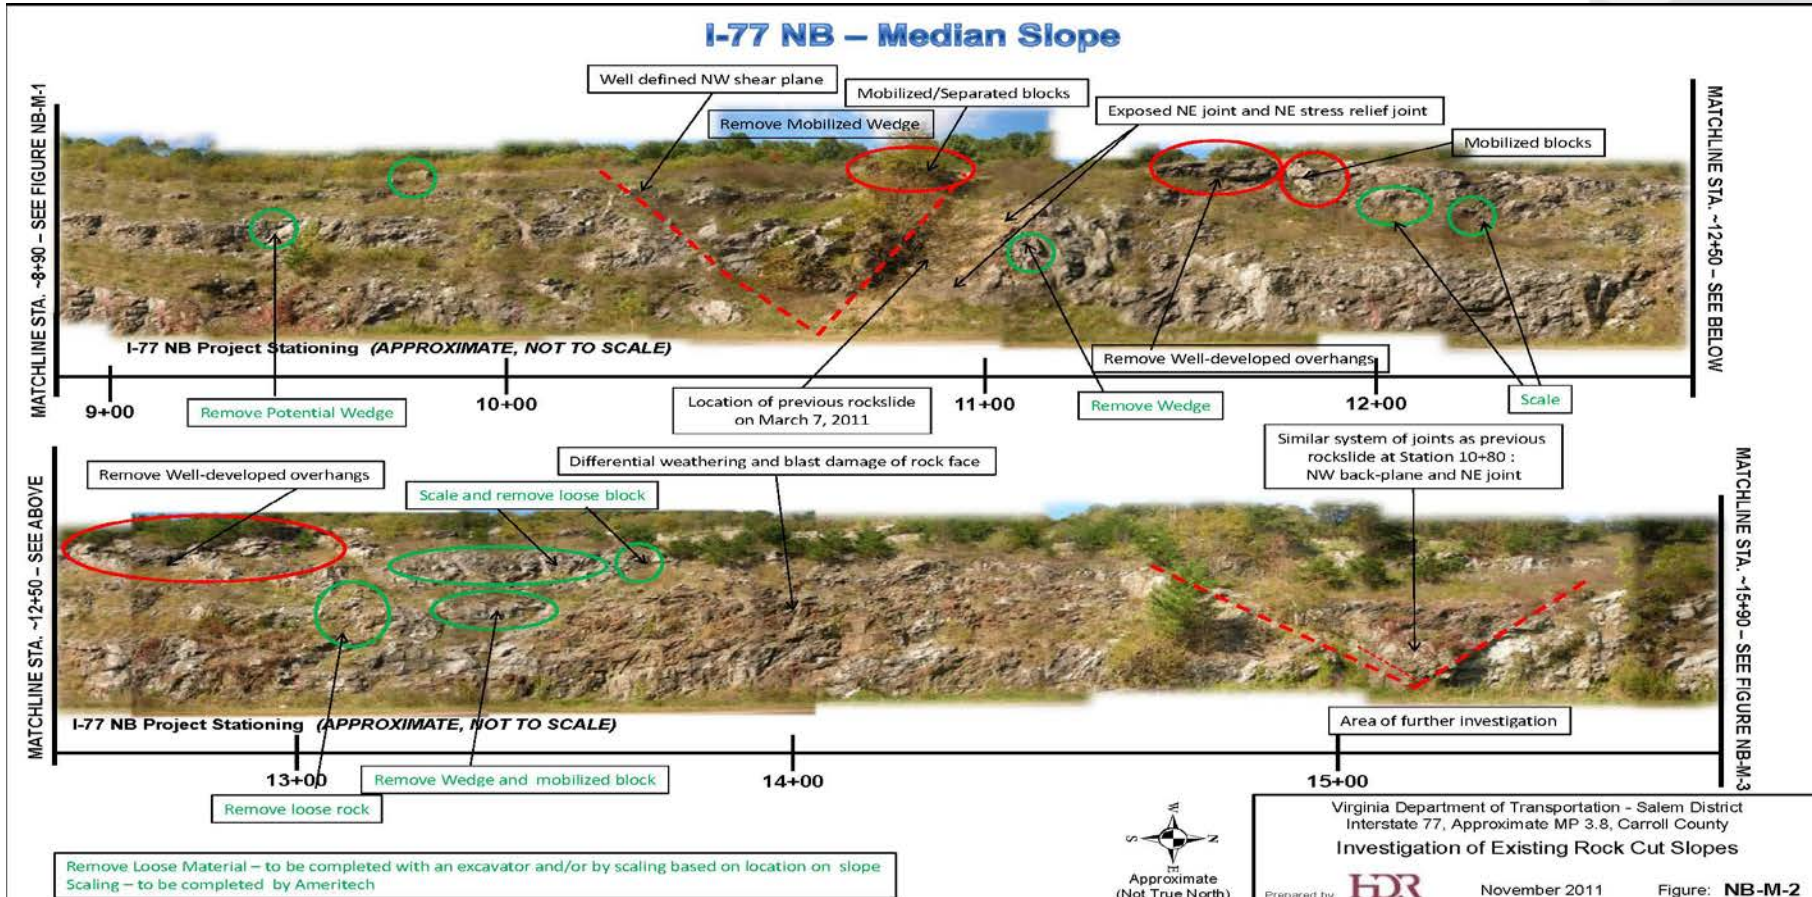 I-77 NB – Median Slope
MATCHLINE STA. ~8+90 – SEE FIGURE NB-M-1
Well defined NW shear plane
Mobilized/Separated blocks
Remove Mobilized Wedge
Exposed NE joint and NE stress relief joint
Mobilized blocks
MATCHLINE STA. ~12+50 – SEE BELOW
I-77 NB Project Stationing (APPROXIMATE, NOT TO SCALE)
Remove Well-developed overhangs
9+00
10+00
11+00
12+00
Remove Potential Wedge
Location of previous rockslide
on March 7, 2011
Remove Wedge
Scale
MATCHLINE STA. ~12+50 – SEE ABOVE
Remove Well-developed overhangs
Differential weathering and blast damage of rock face
Scale and remove loose block
Similar system of joints as previous
rockslide at Station 10+80 :
NW back-plane and NE joint
MATCHLINE STA. ~15+90 – SEE FIGURE NB-M-3
I-77 NB Project Stationing (APPROXIMATE, NOT TO SCALE)
Area of further investigation
13+00
14+00
15+00
Remove Wedge and mobilized block
Remove loose rock
Remove Loose Material – to be completed with an excavator and/or by scaling based on location on slope
Scaling – to be completed by Ameritech
W
S N
E
Approximate
(Not True North)
Virginia Department of Transportation - Salem District
Interstate 77, Approximate MP 3.8, Carroll County
Investigation of Existing Rock Cut Slopes
Prepared by HDR November 2011 Figure: NB-M-2